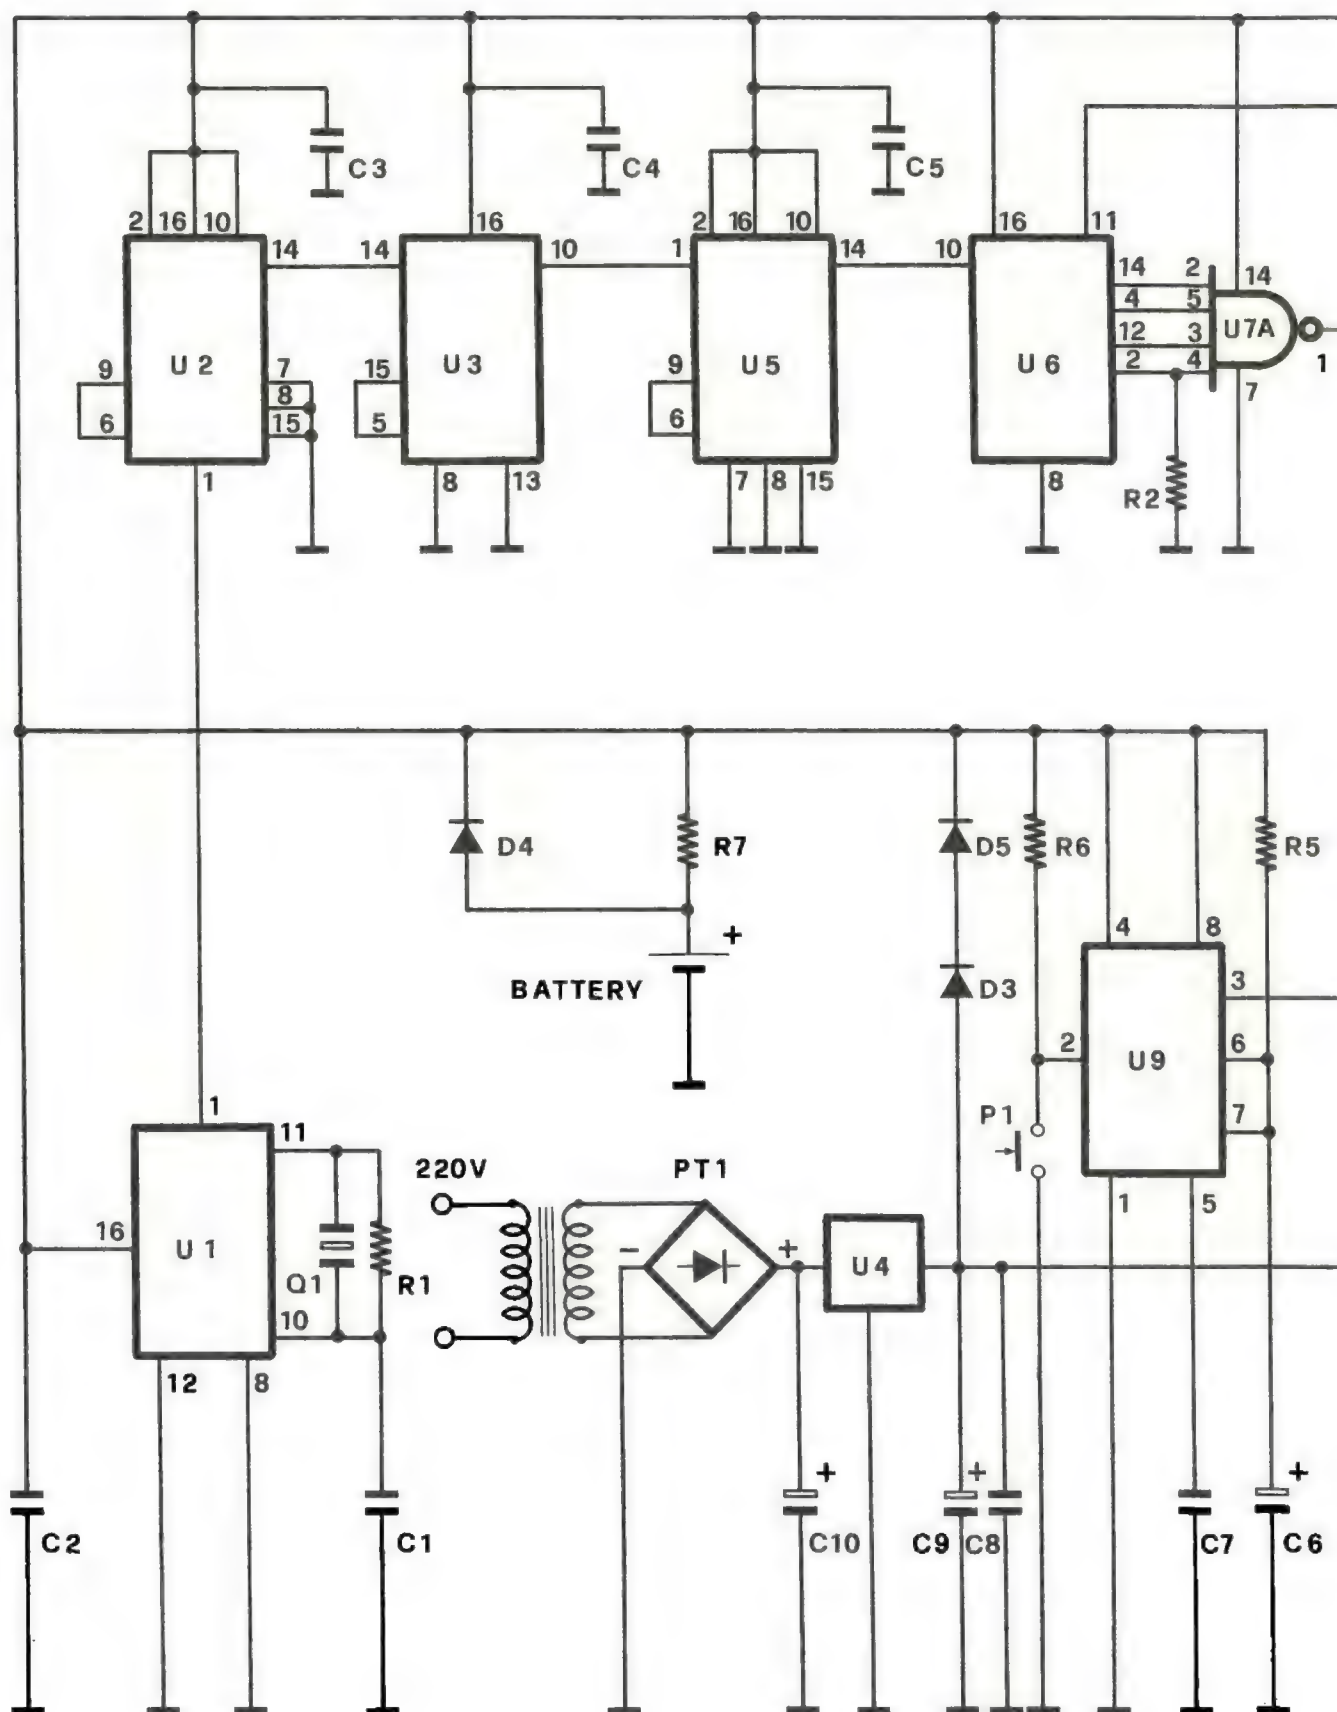 C3
C4
C5
2 16 10
16
2 16 10
16
11
14
14
10
1
14
10
14
4
12
2
2
5
3
4
14
U7A
1
7
U2
U3
U5
U6
9
6
7
8
15
15
5
9
6
1
8
13
7 8 15
8
R2
D4
R7
D5
R6
R5
+
BATTERY
D3
4
8
3
2
U9
6
7
P1
1
5
1
11
16
U1
Q1
R1
10
12
8
220V
PT1
-
+
U4
+
+
+
C2
C1
C10
C9
C8
C7
C6